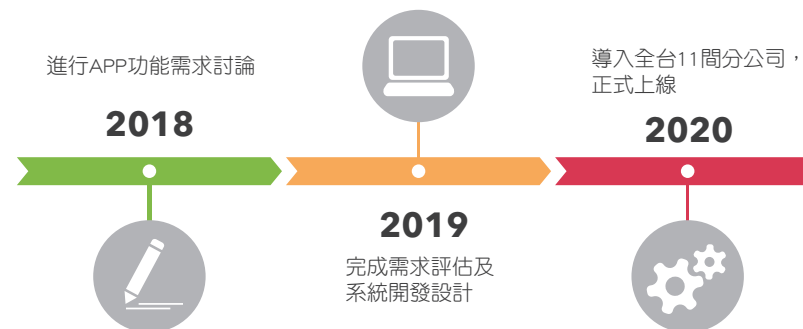 進行APP功能需求討論
2018
2019
完成需求評估及
系統開發設計
導入全台11間分公司，
正式上線
2020